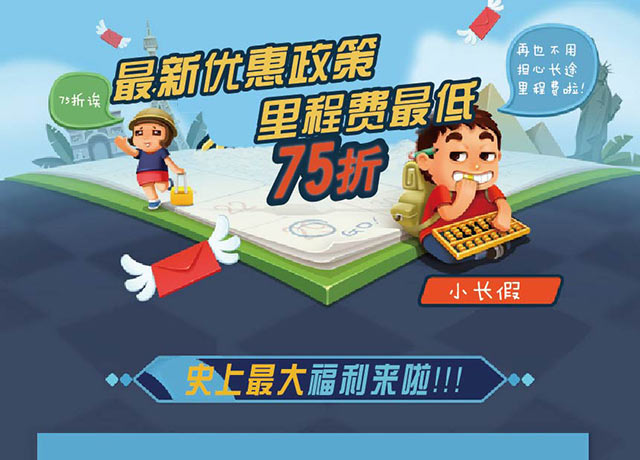 最新优惠政策
里程费最低
75折
75折诶
再也不用
担心长途
里程费啦!
GO!
小长假
史上最大福利来啦!!!